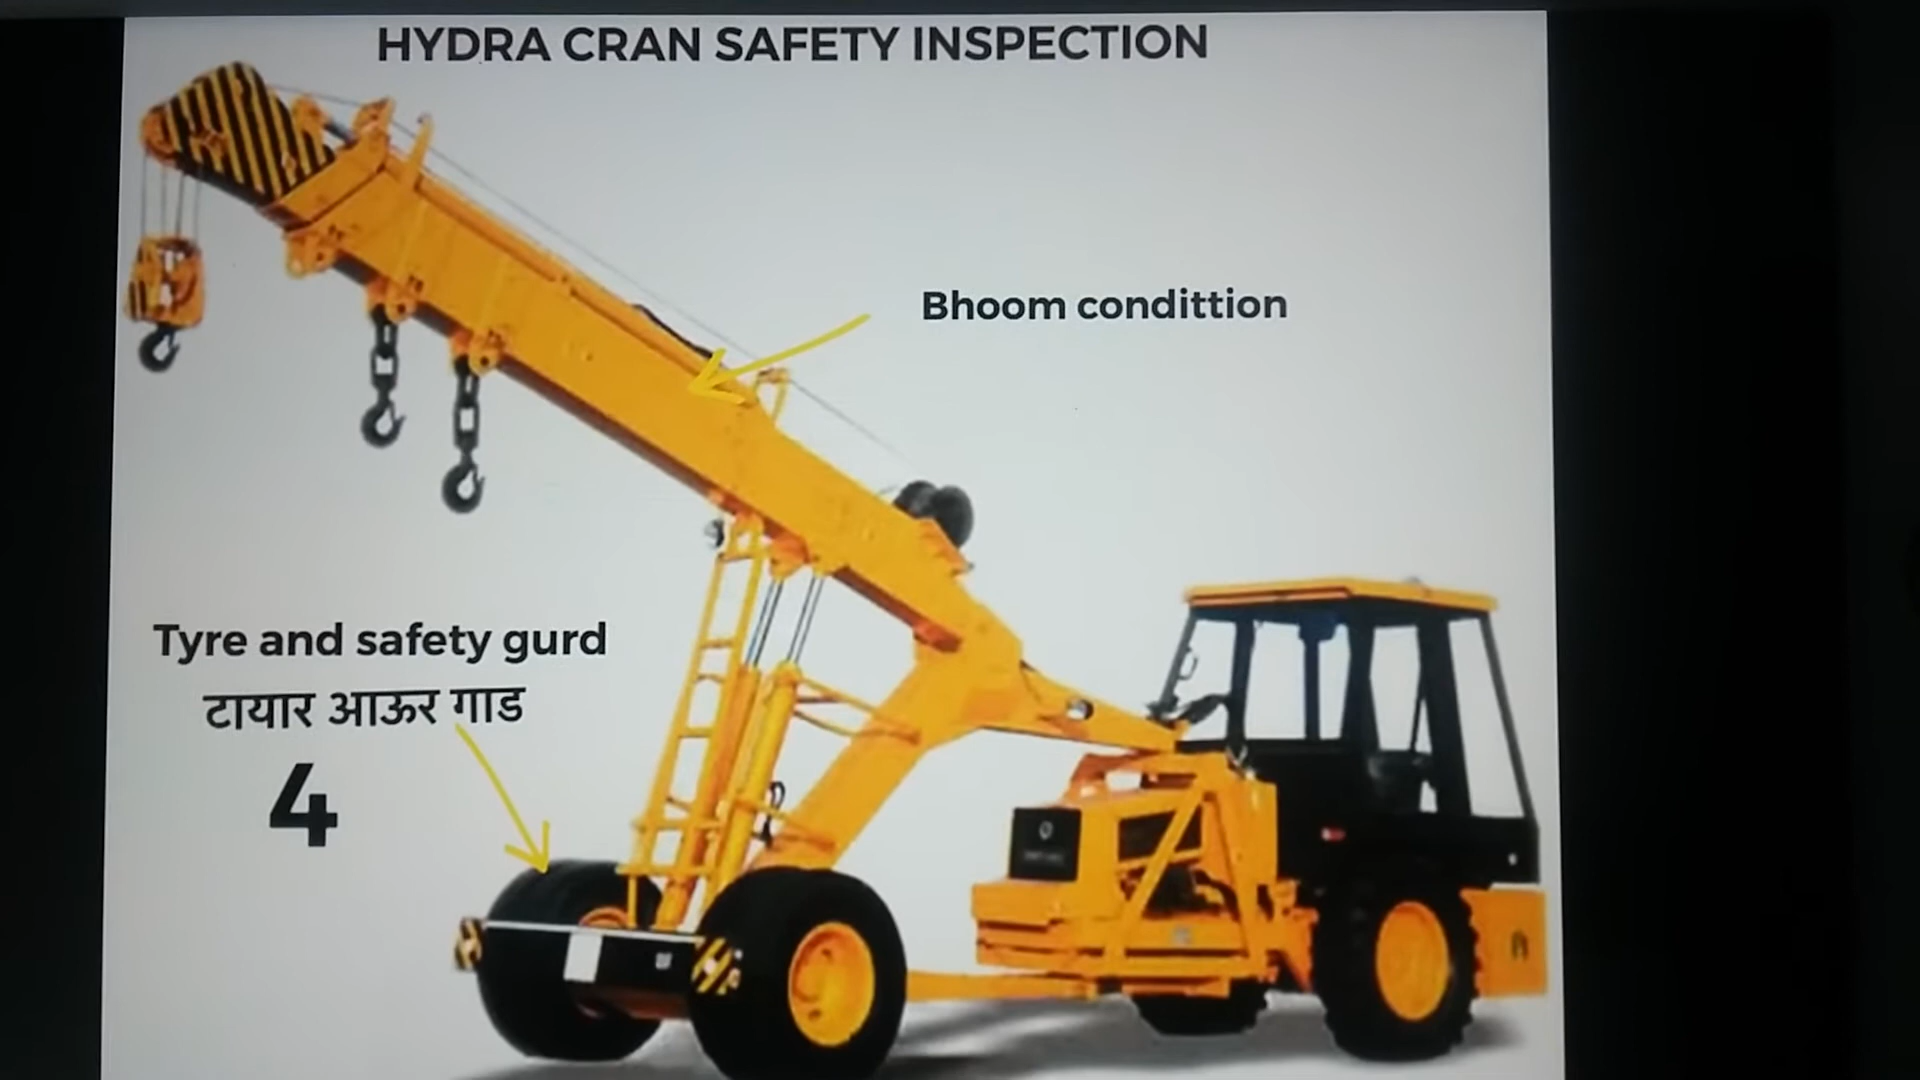 HYDRA CRAN SAFETY INSPECTION
Bhoom condittion
Tyre and safety gurd
टायार आऊर गाड
4